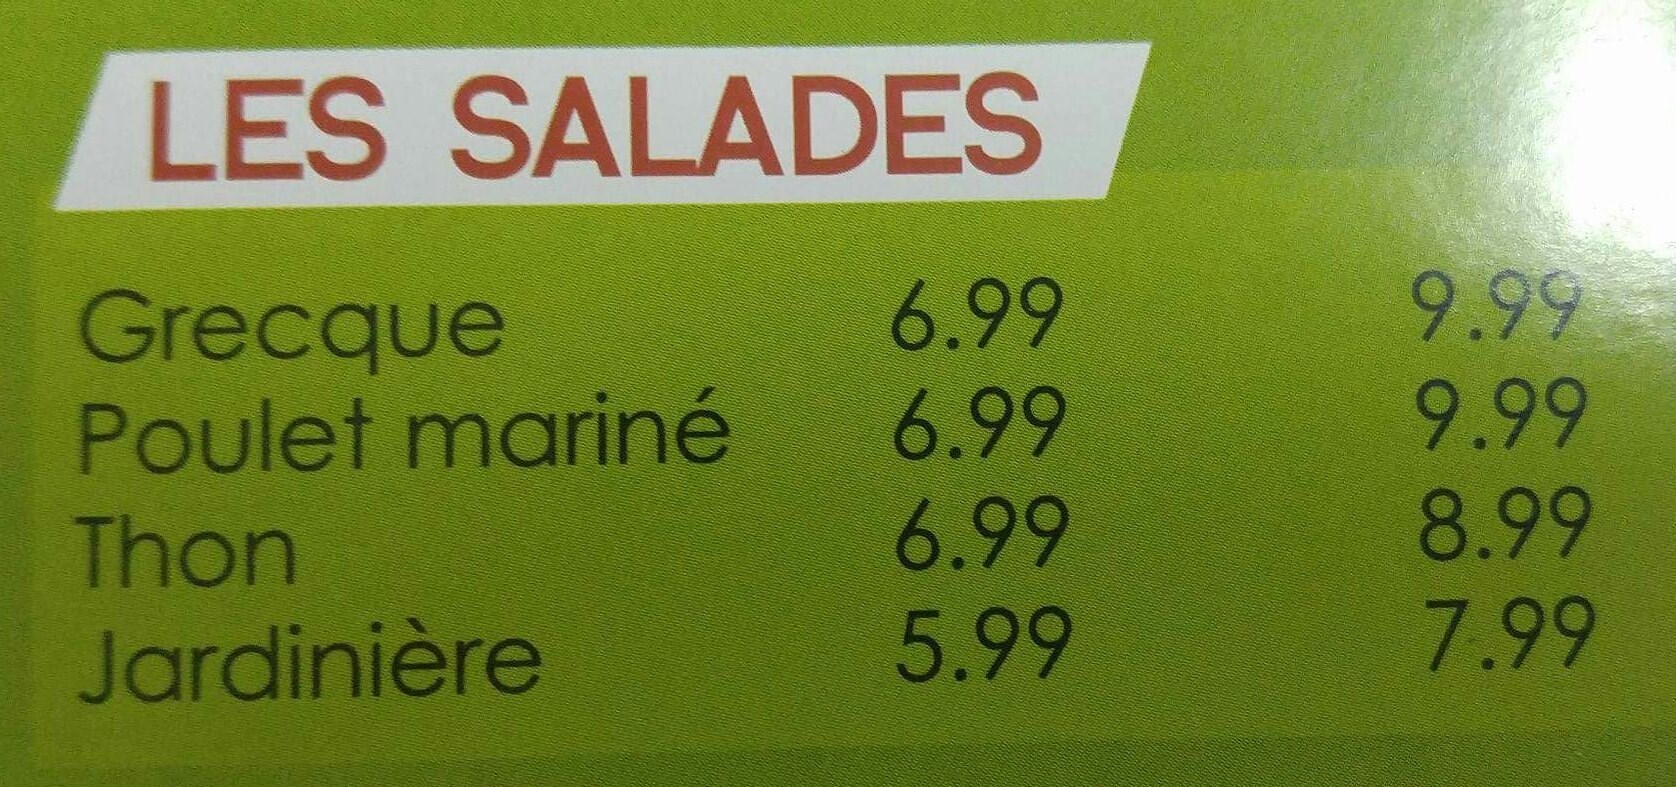 LES SALADES
Grecque 6.99 9.99
Poulet mariné 6.99 9.99
Thon 6.99 8.99
Jardinière 5.99 7.99